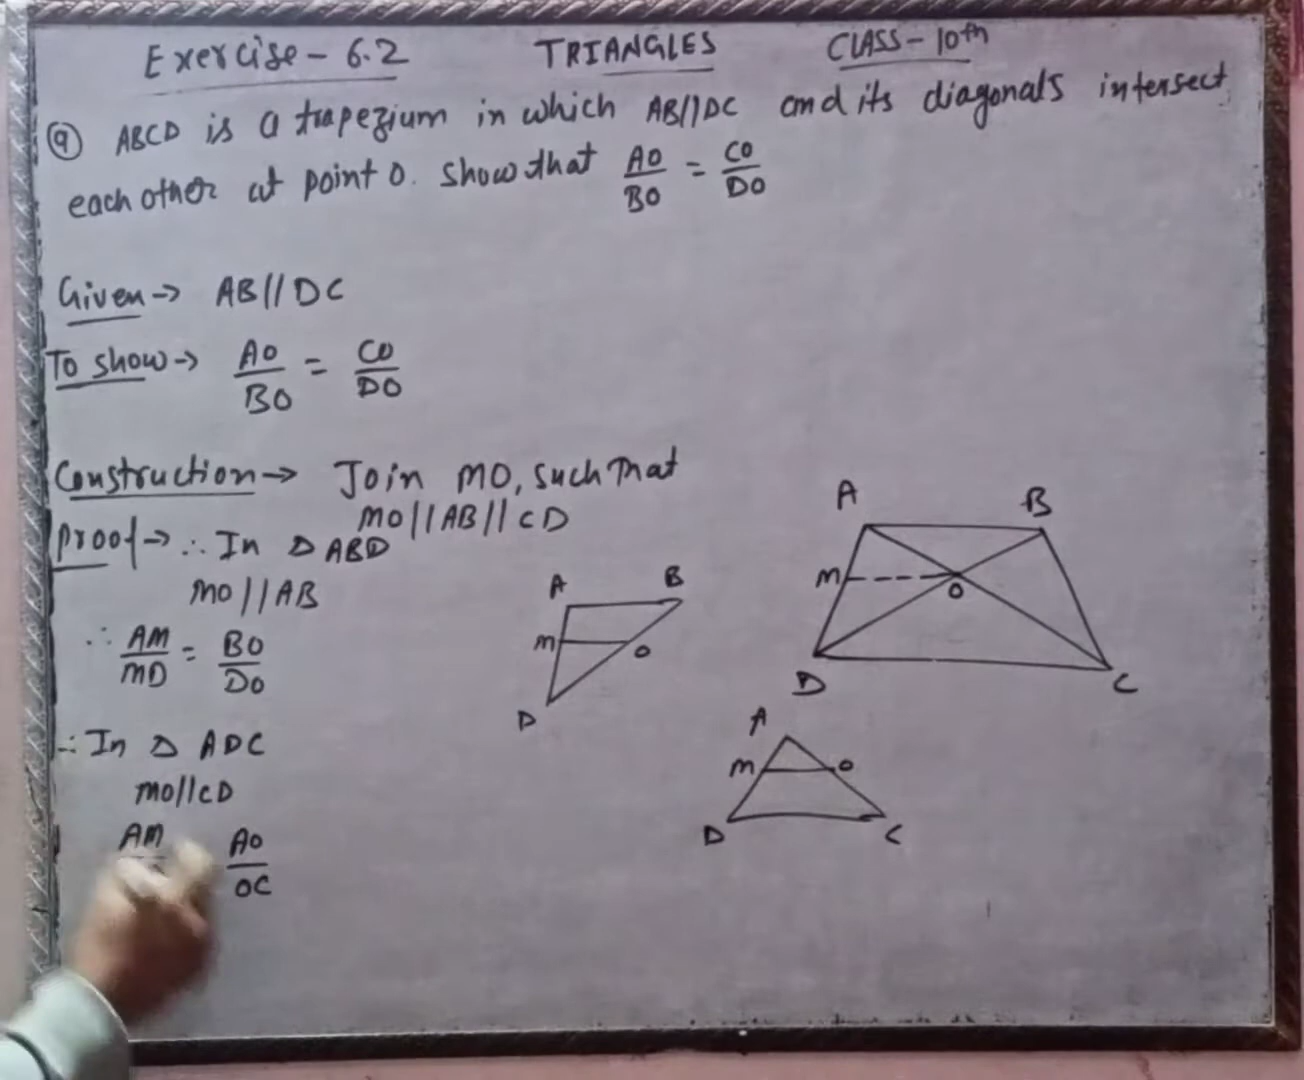 Exercise - 6.2 TRIANGLES CLASS - 10th
(9) ABCD is a trapezium in which AB//DC and its diagonals intersect
each other at point O. show that AO/BO = CO/DO
Given -> AB//DC
To show -> AO/BO = CO/DO
Construction -> Join MO, such that
MO//AB//CD
Proof -> ∴ In Δ ABD
MO//AB
∴ AM/MD = BO/DO
∴ In Δ ADC
MO//CD
AM AO/OC
A B
M O
D C
A B
M O
D
A
M O
D C